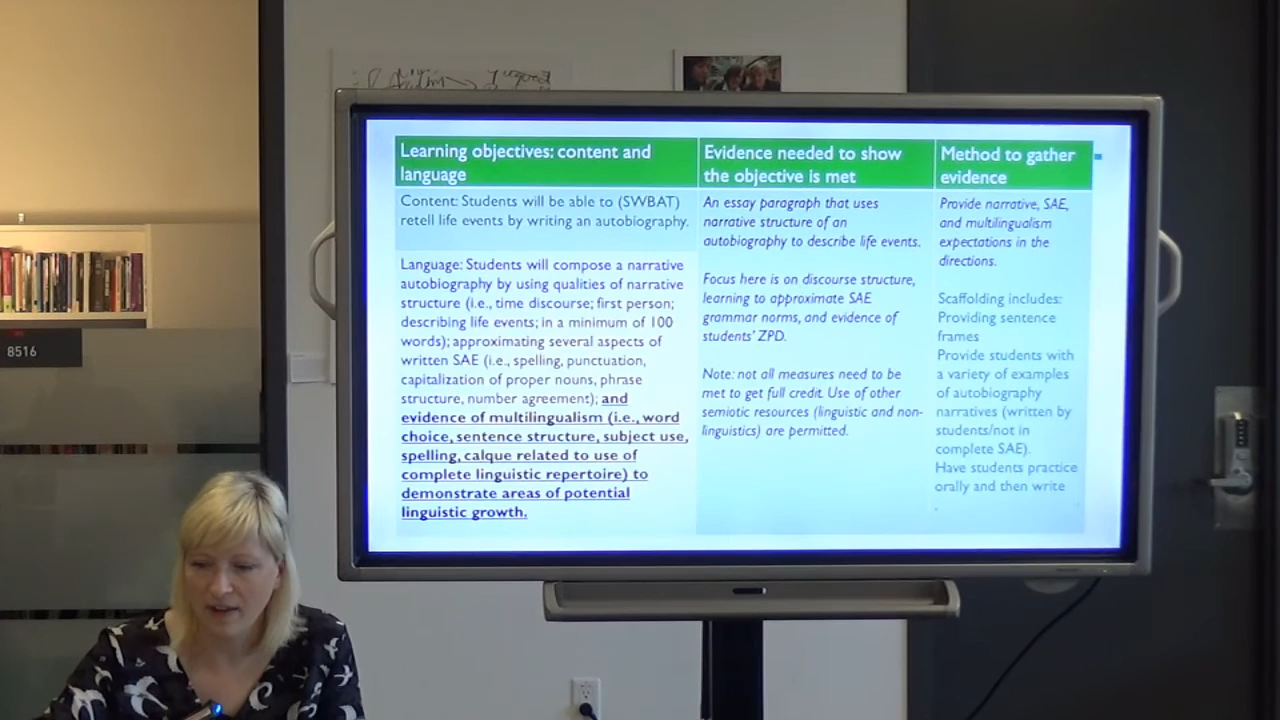 Learning objectives: content and
language
Content: Students will be able to (SWBAT)
retell life events by writing an autobiography.
Language: Students will compose a narrative
autobiography by using qualities of narrative
structure (i.e., time discourse; first person;
describing life events; in a minimum of 100
words); approximating several aspects of
written SAE (i.e., spelling, punctuation,
capitalization of proper nouns, phrase
structure, number agreement); and
evidence of multilingualism (i.e., word
choice, sentence structure, subject use,
spelling, calque related to use of
complete linguistic repertoire) to
demonstrate areas of potential
linguistic growth.
Evidence needed to show
the objective is met
An essay paragraph that uses
narrative structure of an
autobiography to describe life events.
Focus here is on discourse structure,
learning to approximate SAE
grammar norms, and evidence of
students' ZPD.
Note: not all measures need to be
met to get full credit. Use of other
semiotic resources (linguistic and non-
linguistics) are permitted.
Method to gather
evidence
Provide narrative, SAE,
and multilingualism
expectations in the
directions.
Scaffolding includes:
Providing sentence
frames
Provide students with
a variety of examples
of autobiography
narratives (written by
students/not in
complete SAE).
Have students practice
orally and then write
8516